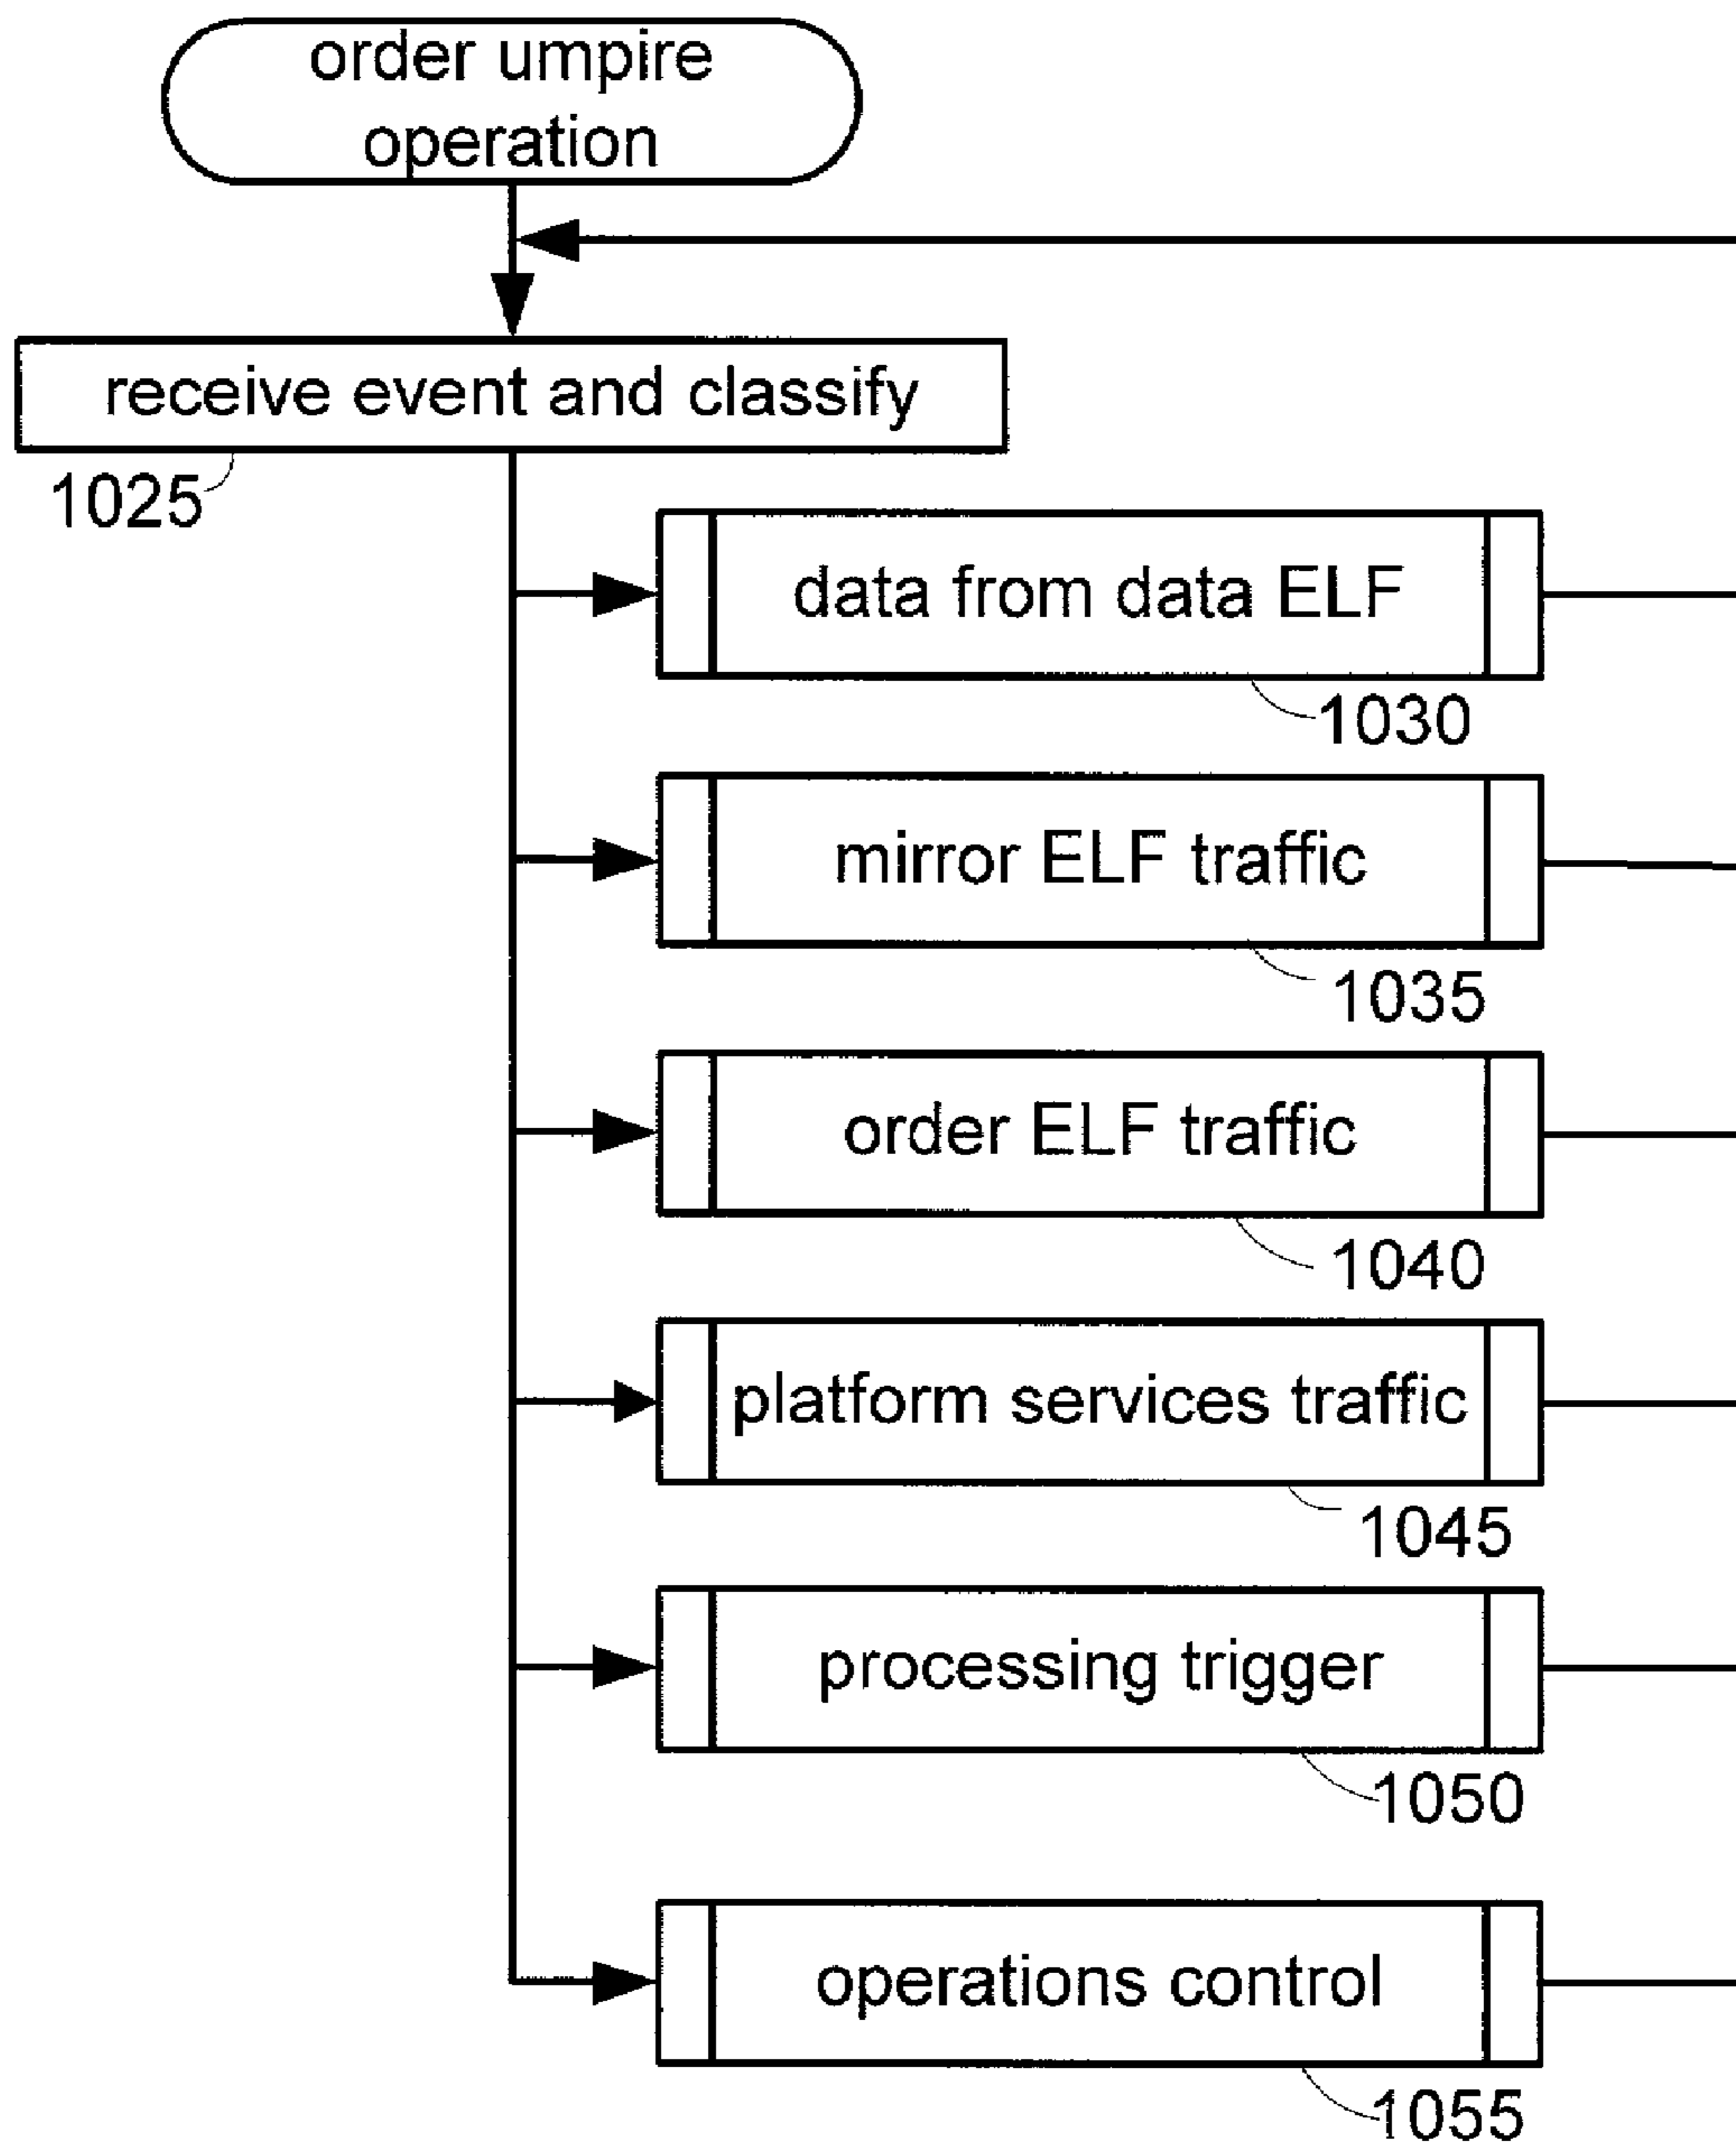 order umpire
operation
receive event and classify
1025
data from data ELF
1030
mirror ELF traffic
1035
order ELF traffic
1040
platform services traffic
1045
processing trigger
1050
operations control
1055